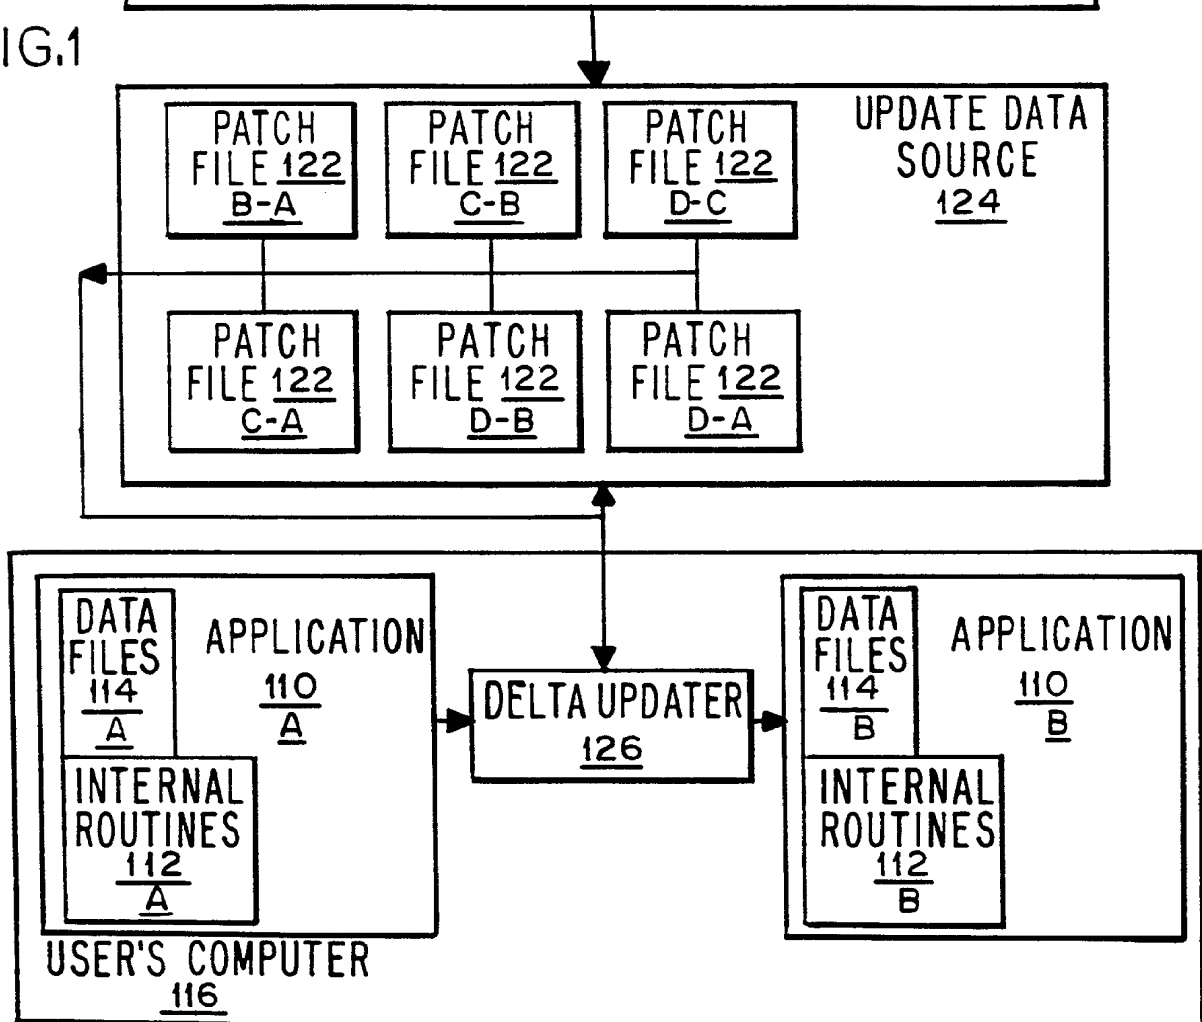 IG.1
PATCH
FILE 122
B-A
PATCH
FILE 122
C-B
PATCH
FILE 122
D-C
UPDATE DATA
SOURCE
124
PATCH
FILE 122
C-A
PATCH
FILE 122
D-B
PATCH
FILE 122
D-A
DATA
FILES
114
A
APPLICATION
110
A
INTERNAL
ROUTINES
112
A
DELTA UPDATER
126
DATA
FILES
114
B
APPLICATION
110
B
INTERNAL
ROUTINES
112
B
USER'S COMPUTER
116